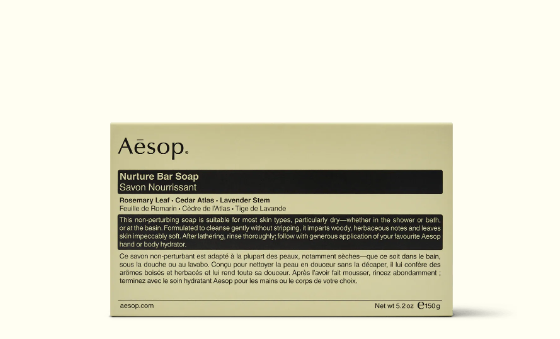 Aēsop.
Nurture Bar Soap
Savon Nourrissant
Rosemary Leaf • Cedar Atlas • Lavender Stem
Feuille de Romarin • Cèdre de l'Atlas • Tige de Lavande
This non-perturbing soap is suitable for most skin types, particularly dry—whether in the shower or bath,
or at the basin. Formulated to cleanse gently without stripping, it imparts woody, herbaceous notes and leaves
skin impeccably soft. After lathering, rinse thoroughly; follow with generous application of your favourite Aesop
hand or body hydrator.
Ce savon non-perturbant est adapté à la plupart des peaux, notamment sèches—que ce soit dans le bain,
sous la douche ou au lavabo. Conçu pour nettoyer la peau en douceur sans la décaper, il lui confère des
arômes boisés et herbacés et lui rend toute sa douceur. Après l'avoir fait mousser, rincez abondamment ;
terminez avec le soin hydratant Aesop pour les mains ou le corps de votre choix.
aesop.com
Net wt 5.2 oz ℮150 g